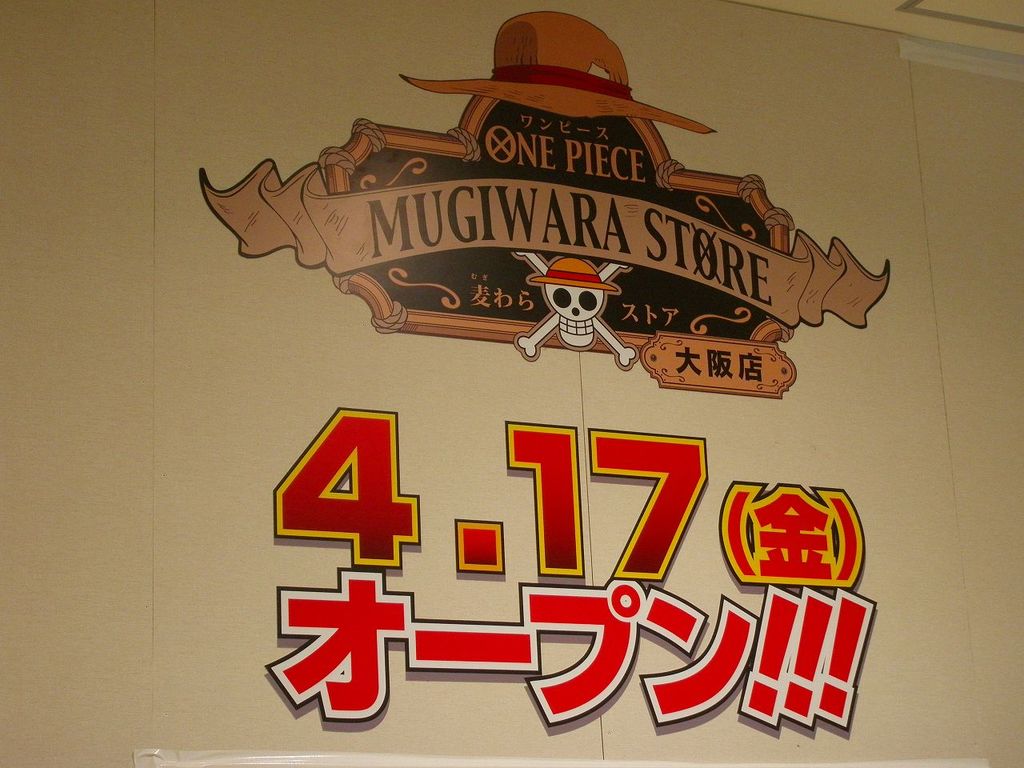 ワンピース
ONE PIECE
MUGIWARA STORE
むぎ
麦わら ストア
大阪店
4.17(金)
オープン!!!